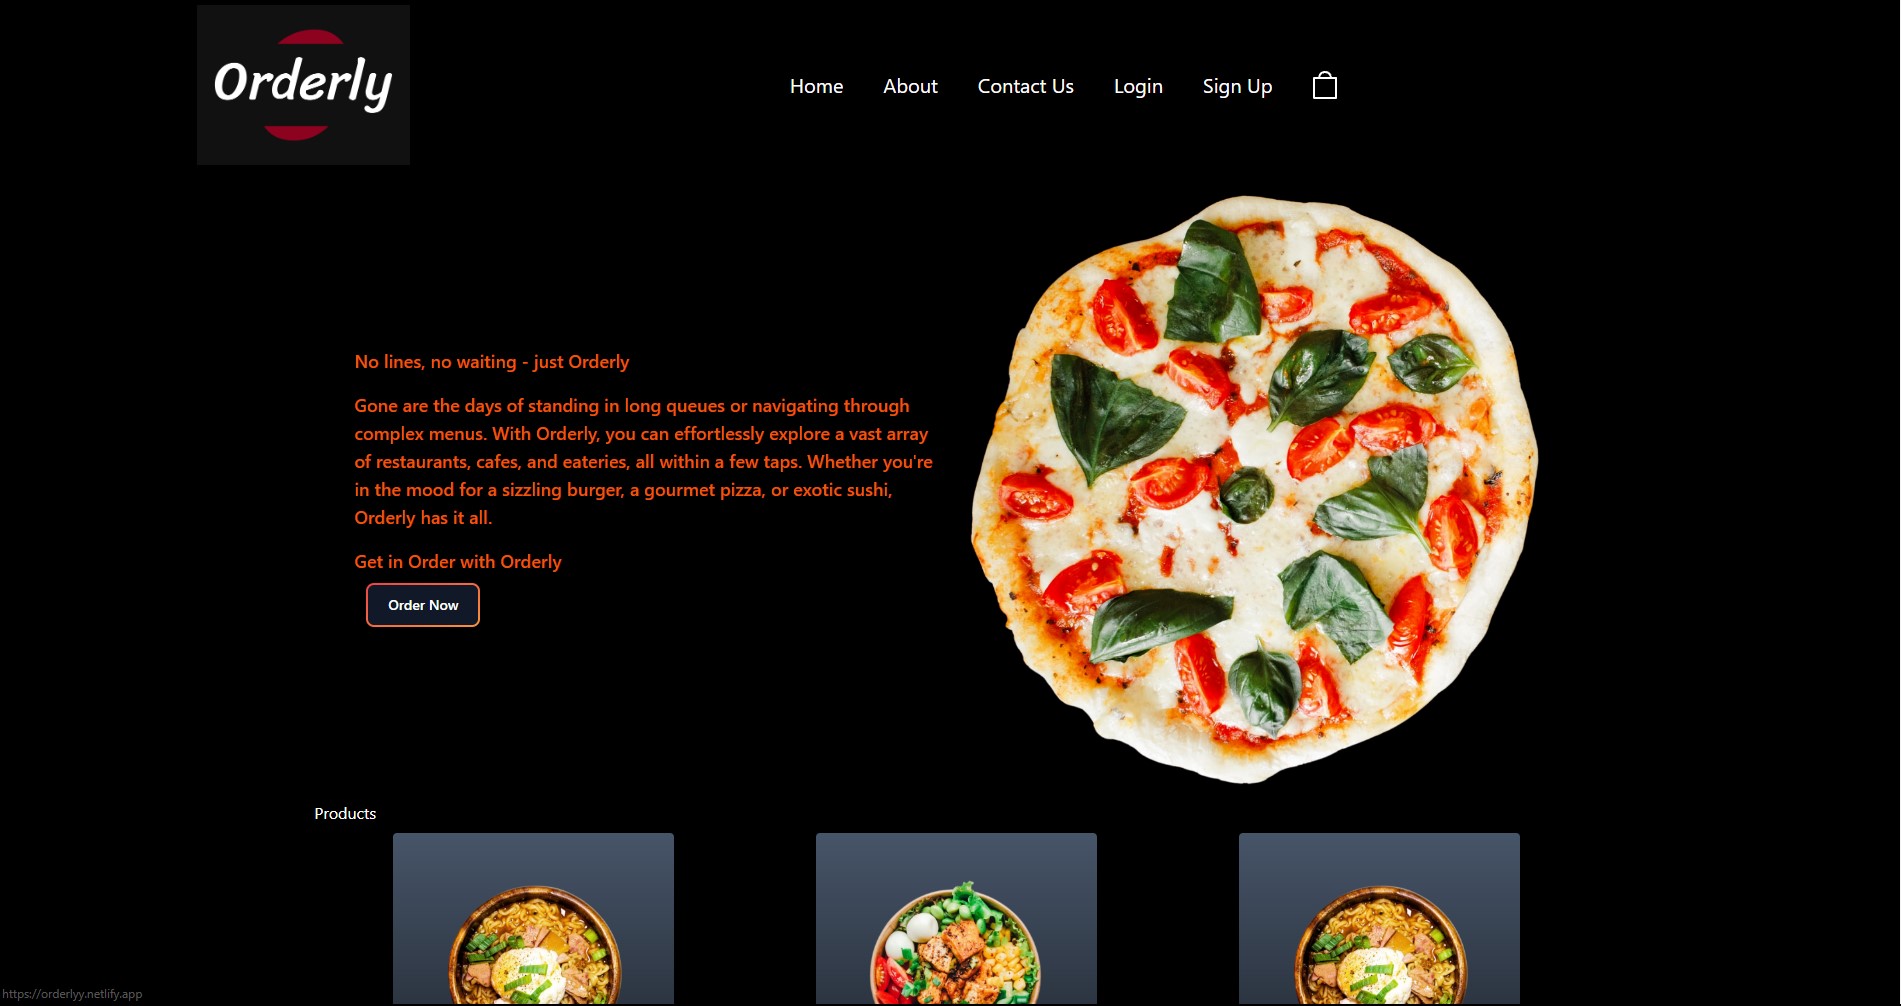 Orderly
Home
About
Contact Us
Login
Sign Up
No lines, no waiting - just Orderly
Gone are the days of standing in long queues or navigating through
complex menus. With Orderly, you can effortlessly explore a vast array
of restaurants, cafes, and eateries, all within a few taps. Whether you're
in the mood for a sizzling burger, a gourmet pizza, or exotic sushi,
Orderly has it all.
Get in Order with Orderly
Order Now
Products
https://orderlyy.netlify.app